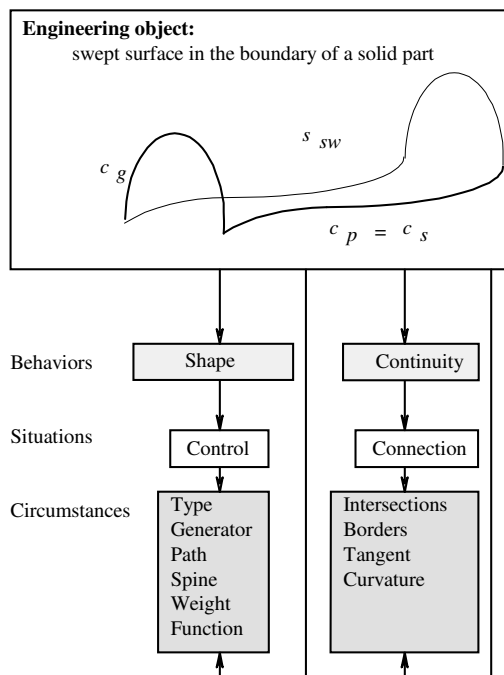 Engineering object:
swept surface in the boundary of a solid part
s sw
c g
c p = c s
Behaviors
Shape
Continuity
Situations
Control
Connection
Circumstances
Type
Generator
Path
Spine
Weight
Function
Intersections
Borders
Tangent
Curvature